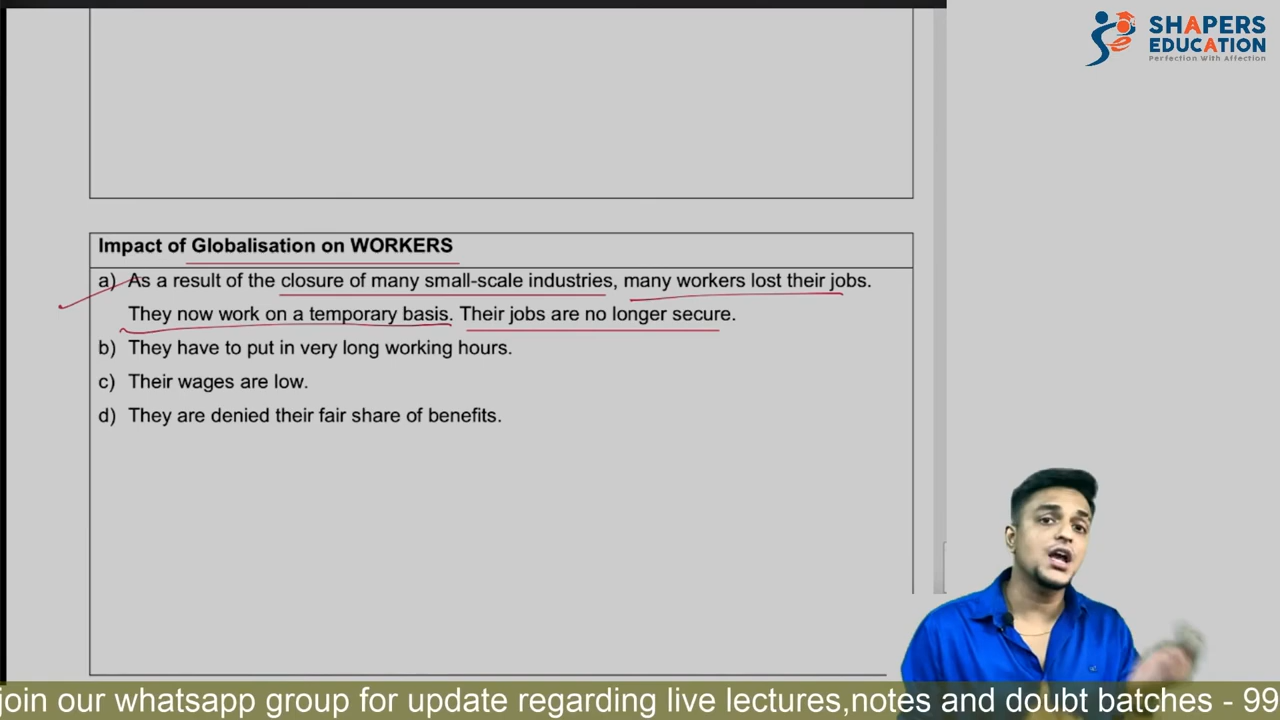 SHAPERS
EDUCATION
Perfection With Affection
Impact of Globalisation on WORKERS
a) As a result of the closure of many small-scale industries, many workers lost their jobs.
They now work on a temporary basis. Their jobs are no longer secure.
b) They have to put in very long working hours.
c) Their wages are low.
d) They are denied their fair share of benefits.
join our whatsapp group for update regarding live lectures,notes and doubt batches - 99